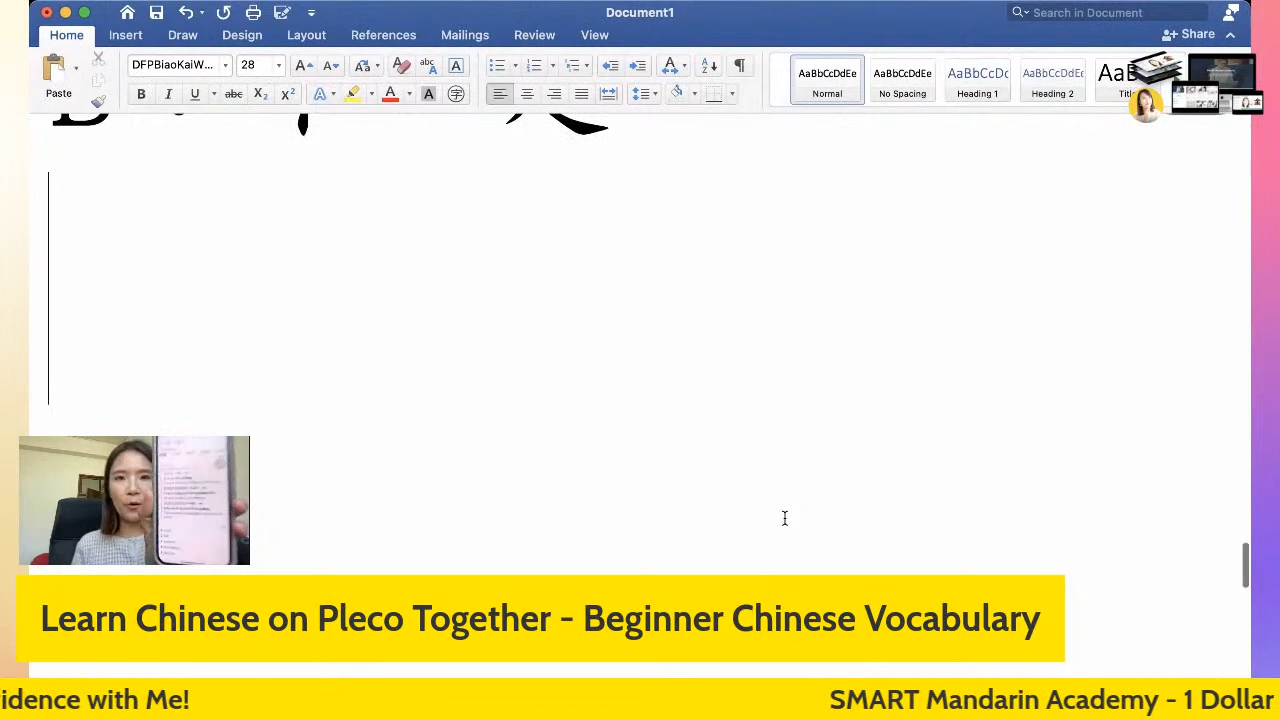 Document1
Search in Document
Home Insert Draw Design Layout References Mailings Review View Share
Paste
DFPBiaoKaiW... 28
AaBbCcDdEe AaBbCcDdEe AaBbCcDc AaBbCcDdEe
Normal No Spacing Heading 1 Heading 2
Learn Chinese on Pleco Together - Beginner Chinese Vocabulary
idence with Me! SMART Mandarin Academy - 1 Dollar